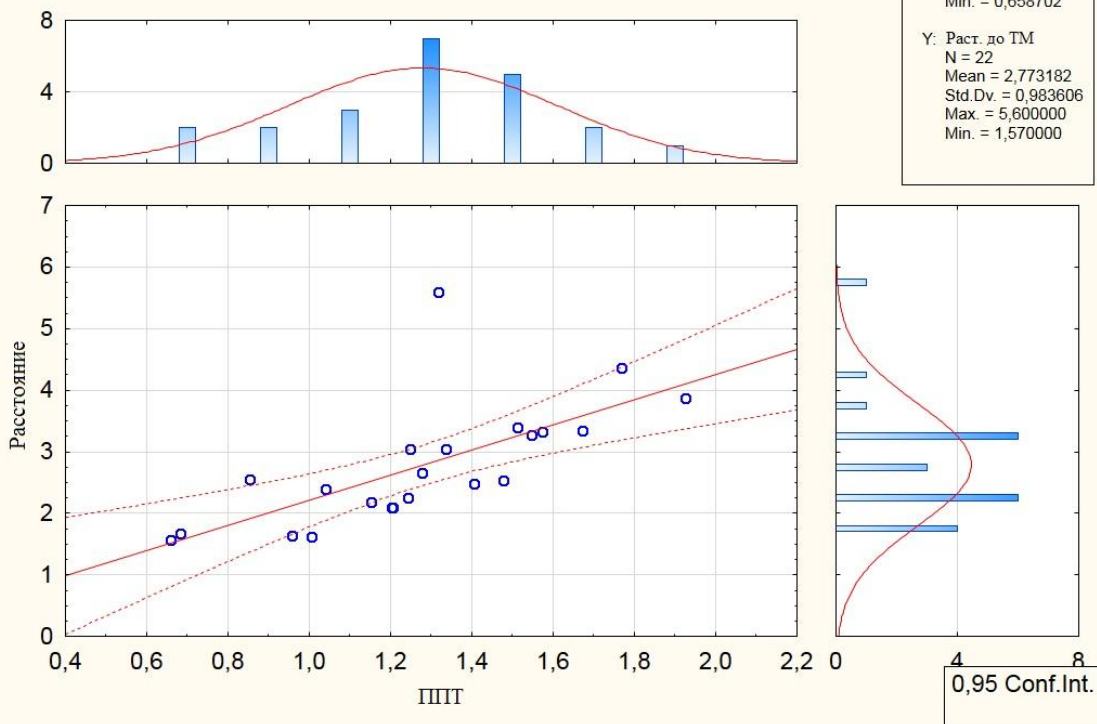 Min. = 0,658702
Y: Раст. до ТМ
N = 22
Mean = 2,773182
Std.Dv. = 0,983606
Max. = 5,600000
Min. = 1,570000
8
4
0
7
6
5
4
3
2
1
0
Расстояние
0,4 0,6 0,8 1,0 1,2 1,4 1,6 1,8 2,0 2,2
ППТ
0 4 8
0,95 Conf.Int.